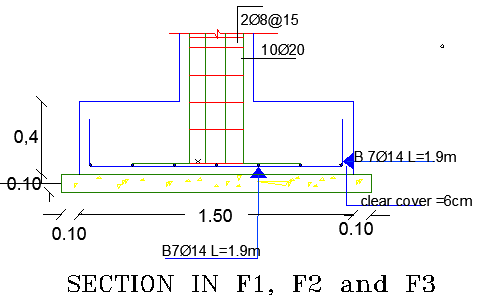 2Ø8@15
10Ø20
0,4
B 7Ø14 L=1.9m
0.10
clear cover =6cm
1.50
0.10
0.10
B7Ø14 L=1.9m
SECTION IN F1, F2 and F3